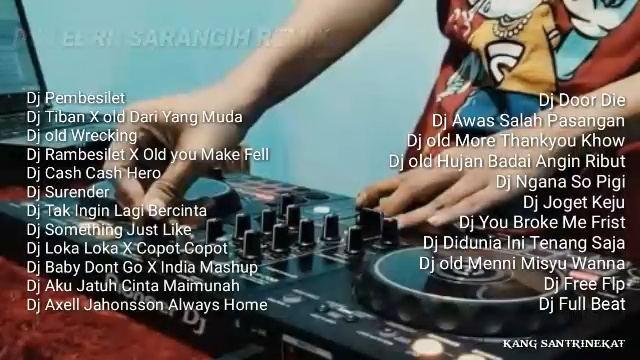 SARANGIH REMIX
Dj Pembesilet
Dj Tiban X old Dari Yang Muda
Dj old Wrecking
Dj Rambesilet X Old you Make Fell
Dj Cash Cash Hero
Dj Surender
Dj Tak Ingin Lagi Bercinta
Dj Something Just Like
Dj Loka Loka X Copot Copot
Dj Baby Dont Go X India Mashup
Dj Aku Jatuh Cinta Maimunah
Dj Axell Jahonsson Always Home
Dj Door Die
Dj Awas Salah Pasangan
Dj old More Thankyou Khow
Dj old Hujan Badai Angin Ribut
Dj Ngana So Pigi
Dj Joget Keju
Dj You Broke Me Frist
Dj Didunia Ini Tenang Saja
Dj old Menni Misyu Wanna
Dj Free Flp
Dj Full Beat
KANG SANTRINEKAT